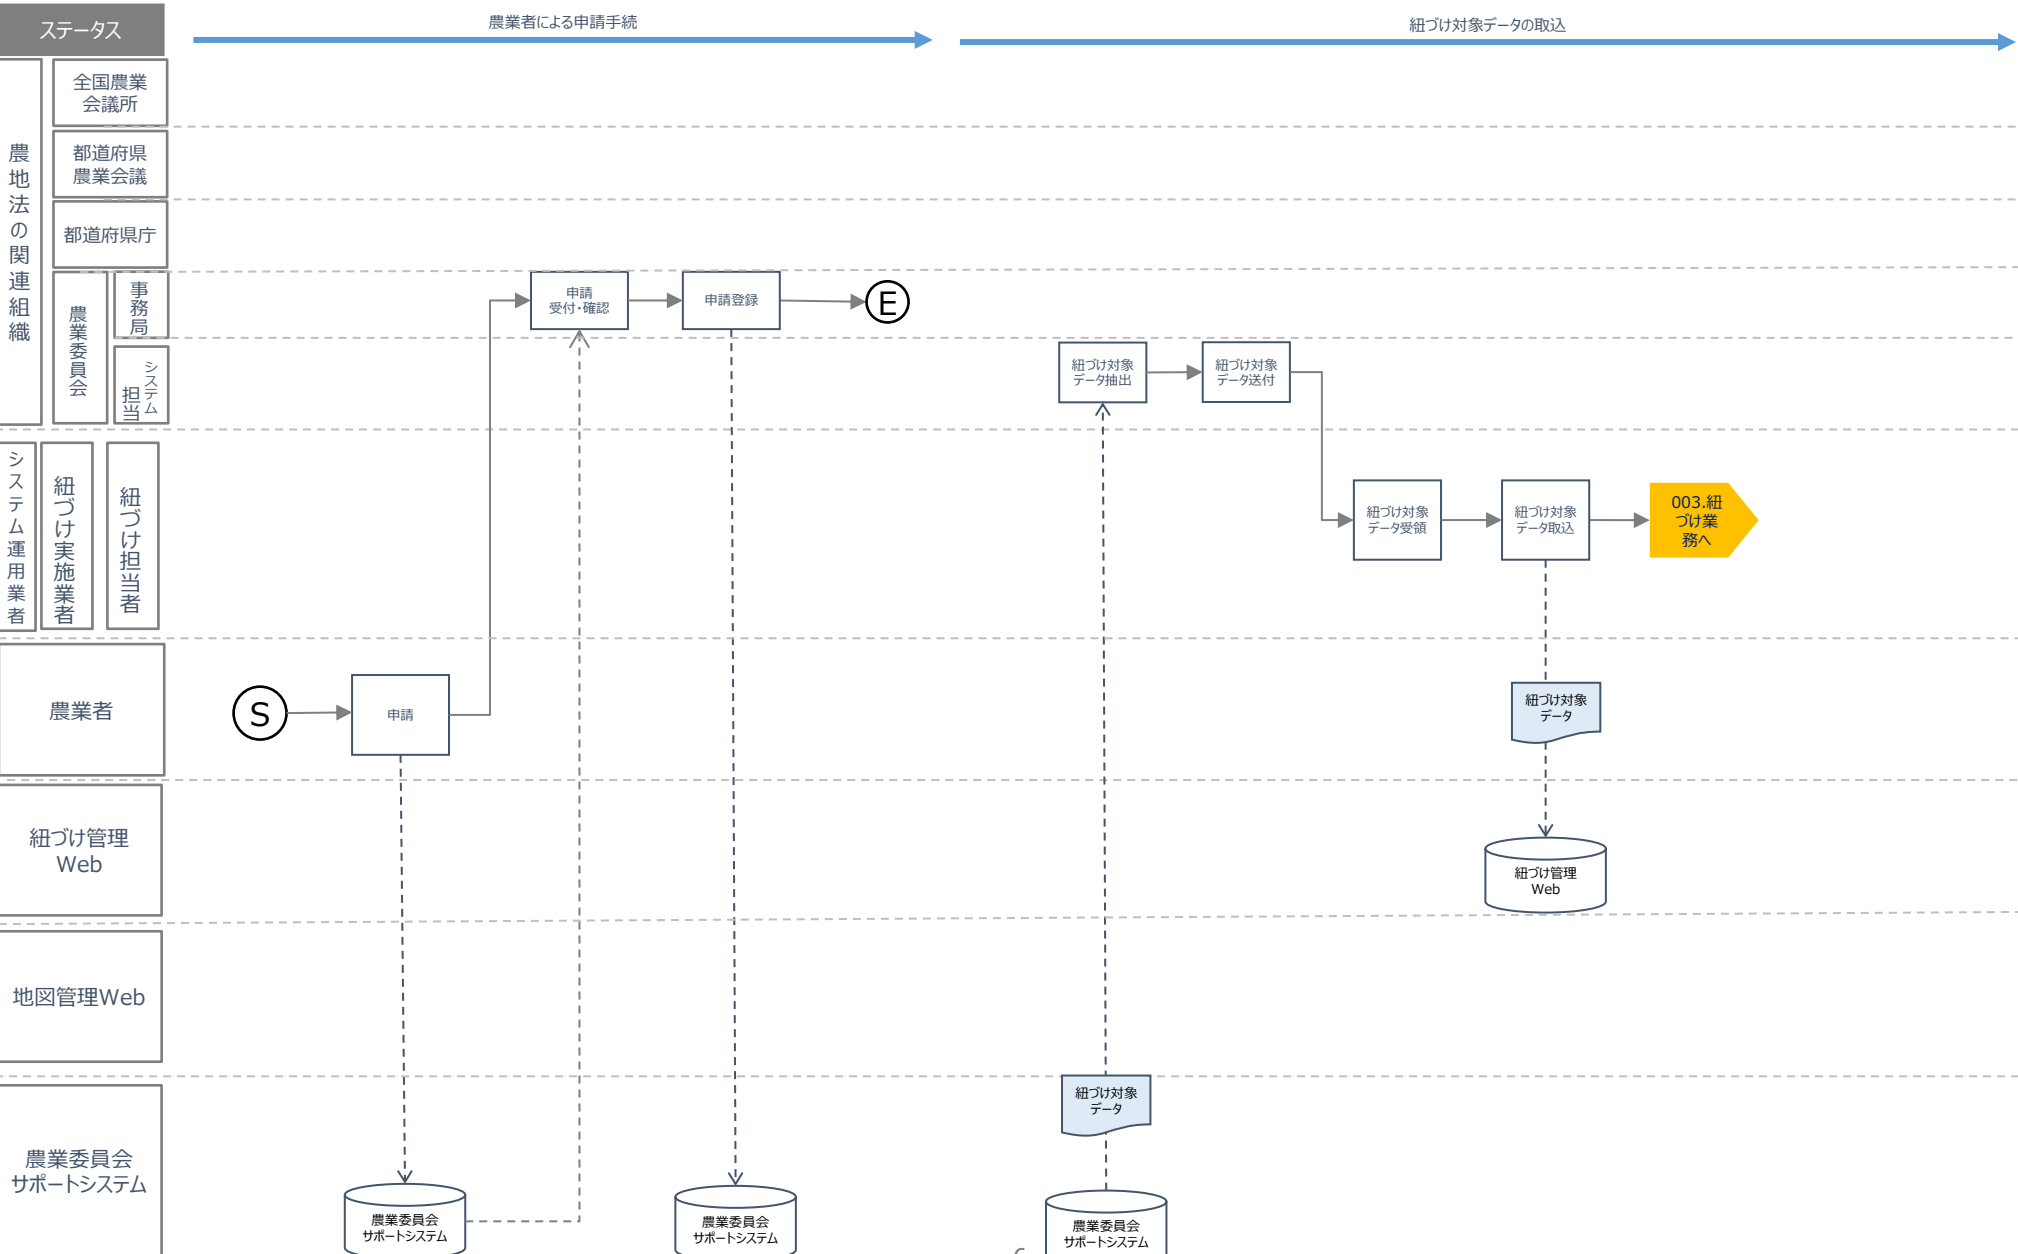 ステータス
農業者による申請手続
紐づけ対象データの取込
農地法の関連組織
全国農業
会議所
都道府県
農業会議
都道府県庁
農業委員会
事務局
システム
担当
申請
受付・確認
申請登録
E
紐づけ対象
データ抽出
紐づけ対象
データ送付
システム運用業者
紐づけ実施業者
紐づけ担当者
紐づけ対象
データ受領
紐づけ対象
データ取込
003.紐
づけ業
務へ
農業者
S
申請
紐づけ対象
データ
紐づけ管理
Web
紐づけ管理
Web
地図管理Web
農業委員会
サポートシステム
紐づけ対象
データ
農業委員会
サポートシステム
農業委員会
サポートシステム
農業委員会
サポートシステム